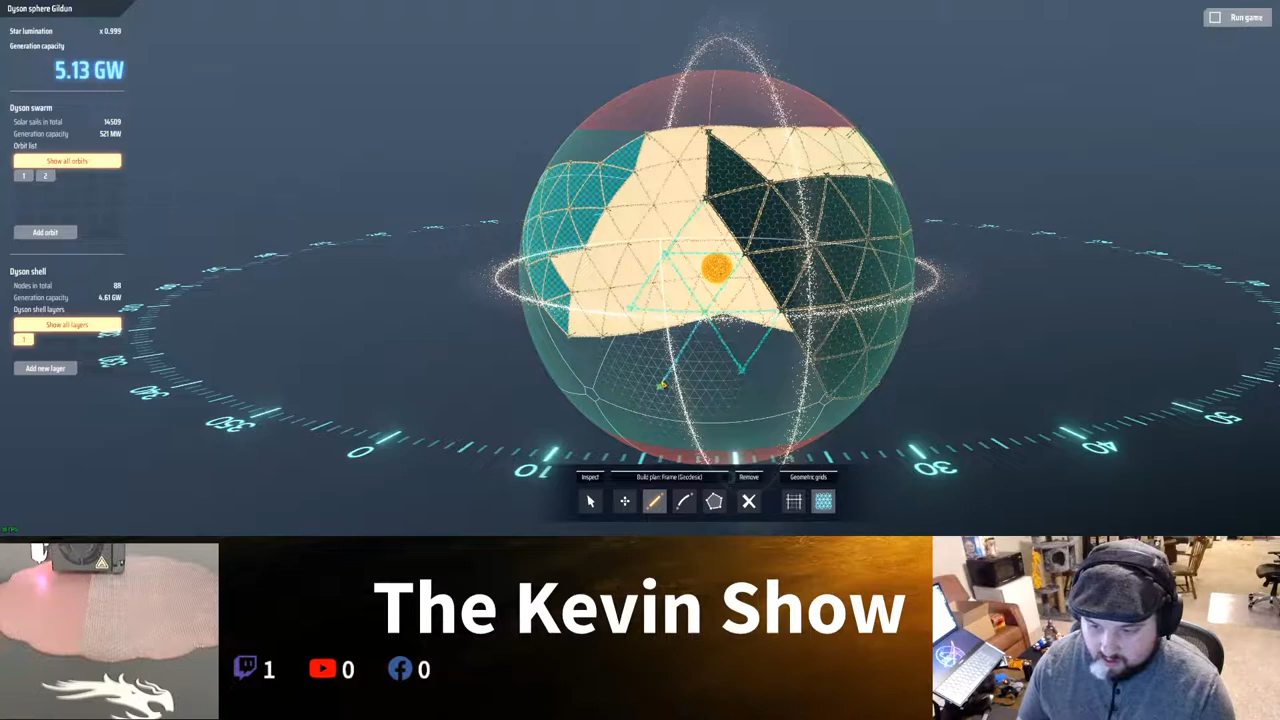 Dyson sphere Gildun
Run game
Star lumination x 0.999
Generation capacity
5.13 GW
Dyson swarm
Solar sails in total 14509
Generation capacity 521 MW
Orbit list
Show all orbits
1 2
Add orbit
Dyson shell
Nodes in total 88
Generation capacity 4.61 GW
Dyson shell layers
Show all layers
1
Add new layer
350
0
10
30
40
50
Inspect Build plan: Frame (Geodesic) Remove Geometric grids
The Kevin Show
1 0 0